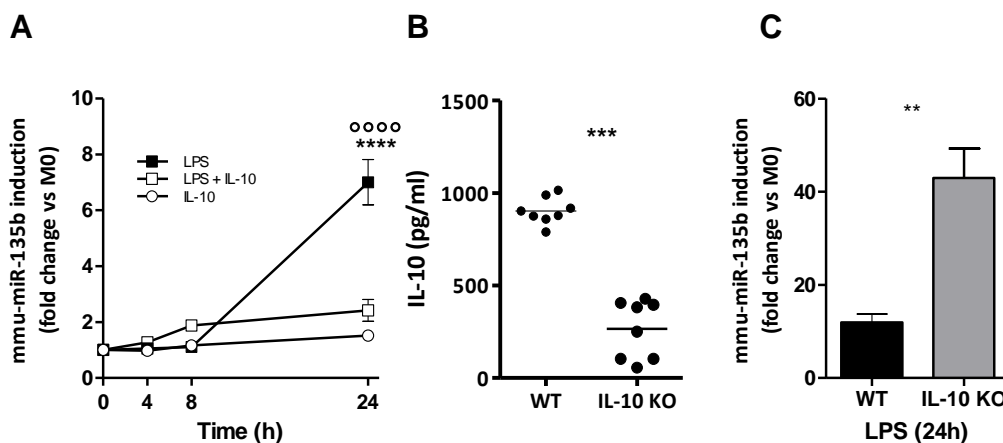 A
mmu-miR-135b induction
(fold change vs M0)
10
8
6
4
2
0
LPS
LPS + IL-10
IL-10
****
0
4
8
24
Time (h)
B
IL-10 (pg/ml)
1500
1000
500
0
***
WT
IL-10 KO
C
mmu-miR-135b induction
(fold change vs M0)
60
40
20
0
**
WT
IL-10 KO
LPS (24h)